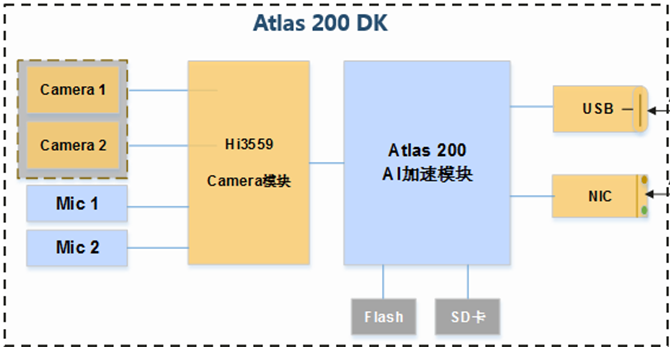 Atlas 200 DK
Camera 1
Camera 2
Mic 1
Mic 2
Hi3559
Camera模块
Atlas 200
AI加速模块
USB
NIC
Flash
SD卡